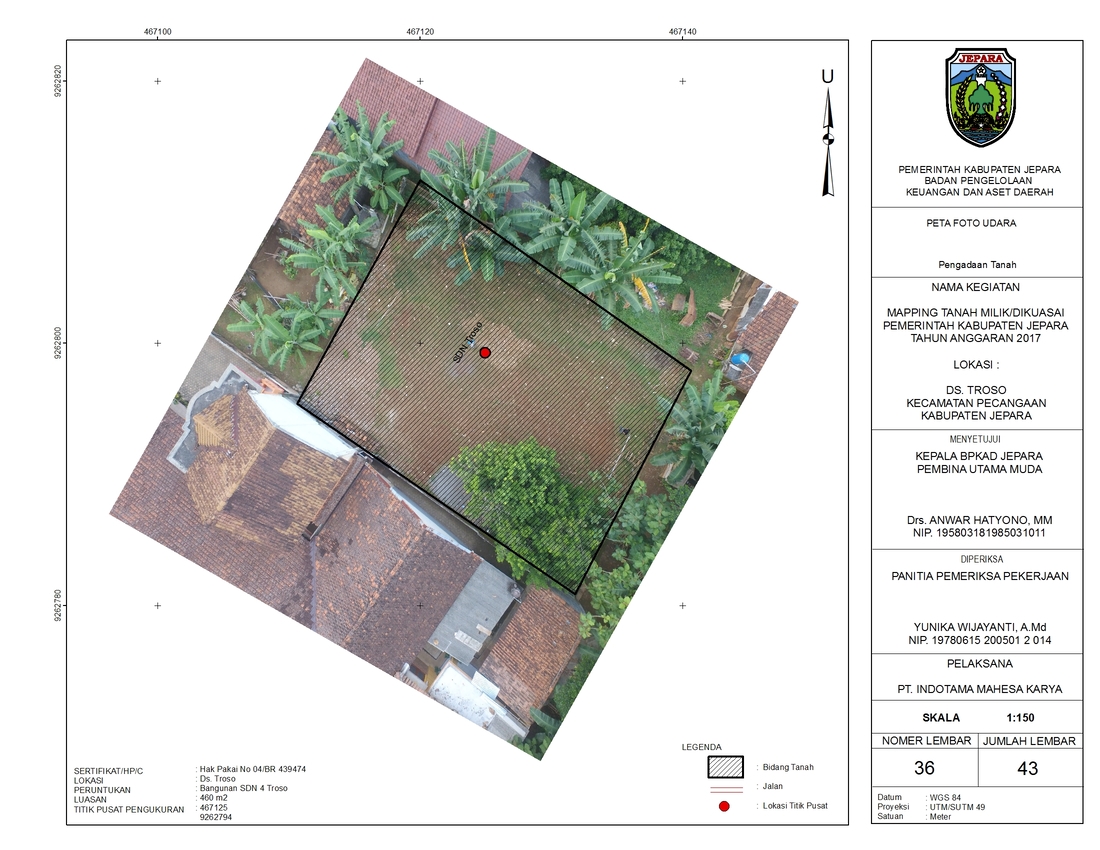 467100
467120
467140
9262820
9262800
9262780
U
SDN Troso
SERTIFIKAT/HP/C : Hak Pakai No 04/BR 439474
LOKASI : Ds. Troso
PERUNTUKAN : Bangunan SDN 4 Troso
LUASAN : 460 m2
TITIK PUSAT PENGUKURAN : 467125
9262794
LEGENDA
: Bidang Tanah
: Jalan
: Lokasi Titik Pusat
JEPARA
PEMERINTAH KABUPATEN JEPARA
BADAN PENGELOLAAN
KEUANGAN DAN ASET DAERAH
PETA FOTO UDARA
Pengadaan Tanah
NAMA KEGIATAN
MAPPING TANAH MILIK/DIKUASAI
PEMERINTAH KABUPATEN JEPARA
TAHUN ANGGARAN 2017
LOKASI :
DS. TROSO
KECAMATAN PECANGAAN
KABUPATEN JEPARA
MENYETUJUI
KEPALA BPKAD JEPARA
PEMBINA UTAMA MUDA
Drs. ANWAR HATYONO, MM
NIP. 195803181985031011
DIPERIKSA
PANITIA PEMERIKSA PEKERJAAN
YUNIKA WIJAYANTI, A.Md
NIP. 19780615 200501 2 014
PELAKSANA
PT. INDOTAMA MAHESA KARYA
SKALA 1:150
NOMER LEMBAR JUMLAH LEMBAR
36 43
Datum : WGS 84
Proyeksi : UTM/SUTM 49
Satuan : Meter